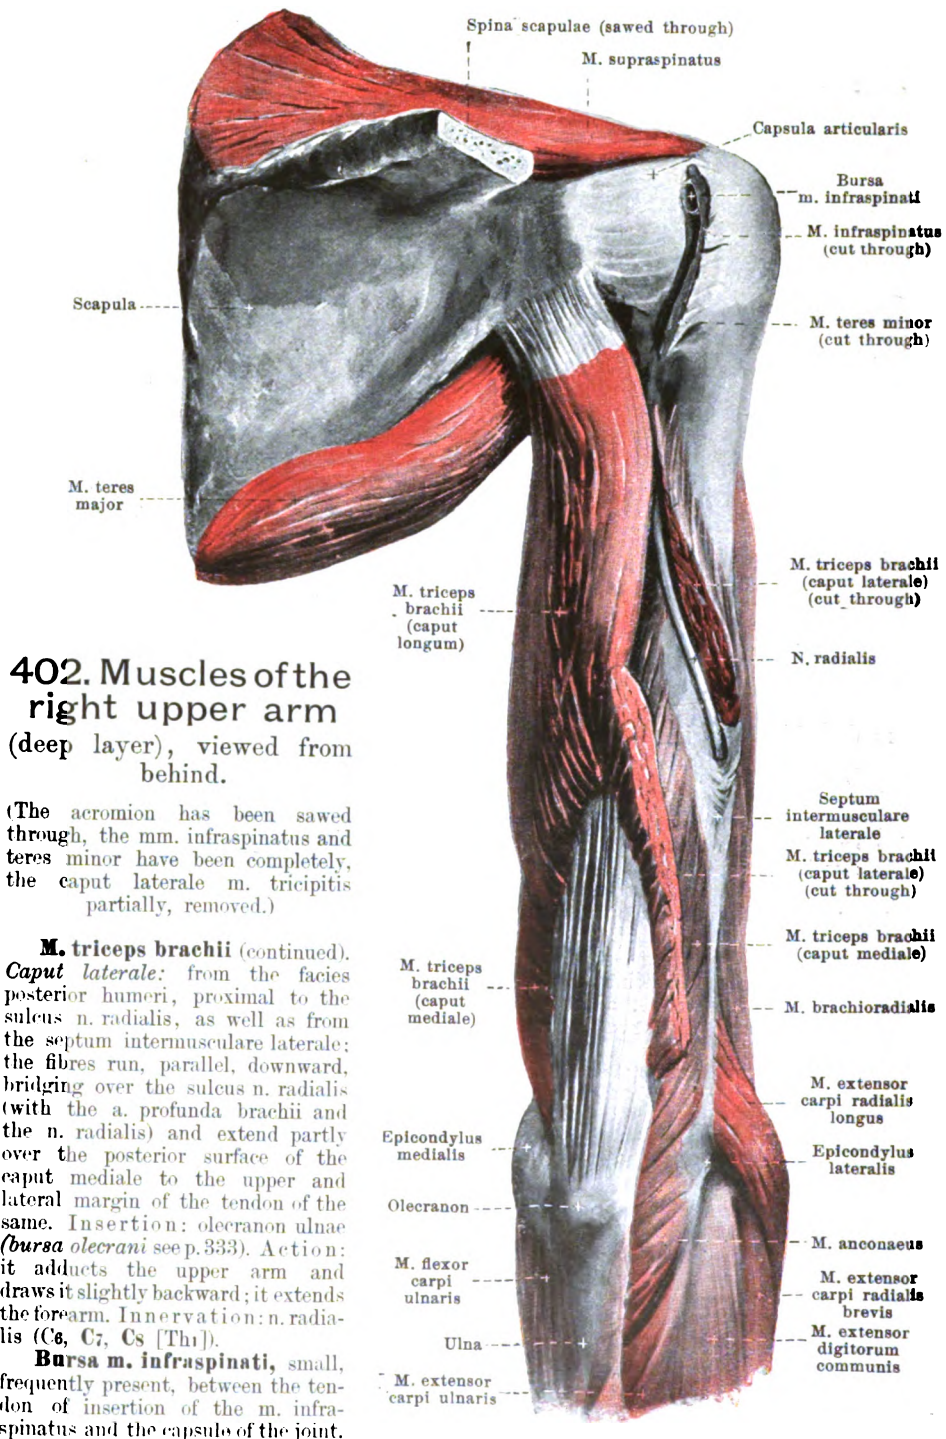 Spina scapulae (sawed through)
M. supraspinatus
Capsula articularis
Bursa
m. infraspinati
M. infraspinatus
(cut through)
Scapula
M. teres minor
(cut through)
M. teres
major
M. triceps brachii
(caput laterale)
(cut through)
M. triceps
brachii
(caput
longum)
N. radialis
402. Muscles of the
right upper arm
(deep layer), viewed from
behind.
(The acromion has been sawed
through, the mm. infraspinatus and
teres minor have been completely,
the caput laterale m. tricipitis
partially, removed.)
Septum
intermusculare
laterale
M. triceps brachii
(caput laterale)
(cut through)
M. triceps brachii
(caput mediale)
M. triceps
brachii
(caput
mediale)
M. brachioradialis
M. extensor
carpi radialis
longus
Epicondylus
medialis
Epicondylus
lateralis
Olecranon
M. anconaeus
M. flexor
carpi
ulnaris
M. extensor
carpi radialis
brevis
Ulna
M. extensor
digitorum
communis
M. extensor
carpi ulnaris
M. triceps brachii (continued).
Caput laterale: from the facies
posterior humeri, proximal to the
sulcus n. radialis, as well as from
the septum intermusculare laterale;
the fibres run, parallel, downward,
bridging over the sulcus n. radialis
(with the a. profunda brachii and
the n. radialis) and extend partly
over the posterior surface of the
caput mediale to the upper and
lateral margin of the tendon of the
same. Insertion: olecranon ulnae
(bursa olecrani see p. 333). Action:
it adducts the upper arm and
draws it slightly backward; it extends
the forearm. Innervation: n. radia-
lis (C6, C7, C8 [Th1]).
Bursa m. infraspinati, small,
frequently present, between the ten-
don of insertion of the m. infra-
spinatus and the capsule of the joint.